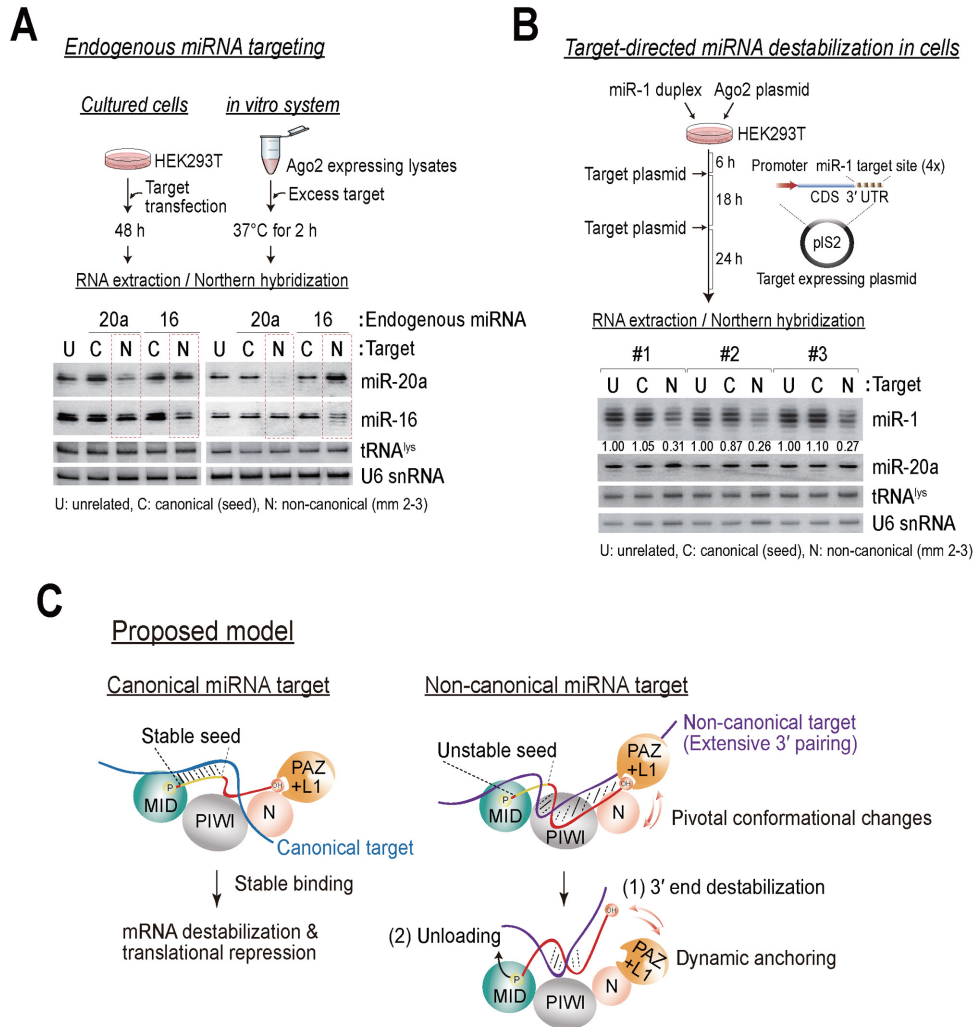 A
Endogenous miRNA targeting
Cultured cells
in vitro system
HEK293T
Ago2 expressing lysates
Target
transfection
Excess target
48 h
37°C for 2 h
RNA extraction / Northern hybridization
20a 16 20a 16 :Endogenous miRNA
U C N C N U C N C N :Target
miR-20a
miR-16
tRNAlys
U6 snRNA
U: unrelated, C: canonical (seed), N: non-canonical (mm 2-3)
B
Target-directed miRNA destabilization in cells
miR-1 duplex Ago2 plasmid
HEK293T
6 h
Target plasmid
18 h
Target plasmid
24 h
Promoter miR-1 target site (4x)
CDS 3′ UTR
pIS2
Target expressing plasmid
RNA extraction / Northern hybridization
#1 #2 #3
U C N U C N U C N :Target
miR-1
1.00 1.05 0.31 1.00 0.87 0.26 1.00 1.10 0.27
miR-20a
tRNAlys
U6 snRNA
U: unrelated, C: canonical (seed), N: non-canonical (mm 2-3)
C
Proposed model
Canonical miRNA target
Stable seed
P
MID
PIWI
N
OH
PAZ
+L1
Canonical target
Stable binding
mRNA destabilization &
translational repression
Non-canonical miRNA target
Non-canonical target
(Extensive 3′ pairing)
Unstable seed
P
MID
PIWI
N
OH
PAZ
+L1
Pivotal conformational changes
(1) 3′ end destabilization
OH
(2) Unloading
P
MID
PIWI
N
PAZ
+L1
Dynamic anchoring